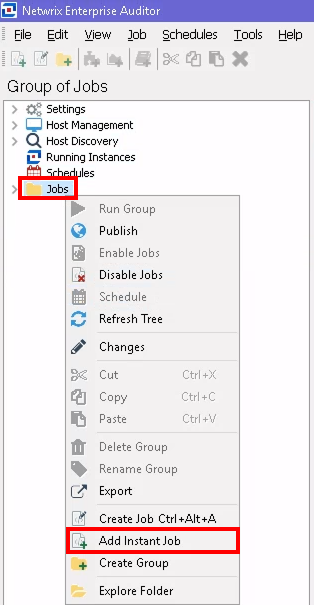 Netwrix Enterprise Auditor
File Edit View Job Schedules Tools Help
Group of Jobs
Settings
Host Management
Host Discovery
Running Instances
Schedules
Jobs
Run Group
Publish
Enable Jobs
Disable Jobs
Schedule
Refresh Tree
Changes
Cut Ctrl+X
Copy Ctrl+C
Paste Ctrl+V
Delete Group
Rename Group
Export
Create Job Ctrl+Alt+A
Add Instant Job
Create Group
Explore Folder